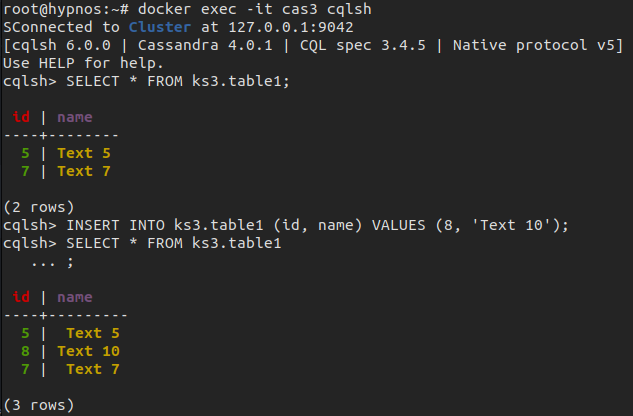 root@hypnos:~# docker exec -it cas3 cqlsh
SConnected to Cluster at 127.0.0.1:9042
[cqlsh 6.0.0 | Cassandra 4.0.1 | CQL spec 3.4.5 | Native protocol v5]
Use HELP for help.
cqlsh> SELECT * FROM ks3.table1;

 id | name
----+--------
  5 | Text 5
  7 | Text 7

(2 rows)
cqlsh> INSERT INTO ks3.table1 (id, name) VALUES (8, 'Text 10');
cqlsh> SELECT * FROM ks3.table1
   ... ;

 id | name
----+---------
  5 |  Text 5
  8 | Text 10
  7 |  Text 7

(3 rows)